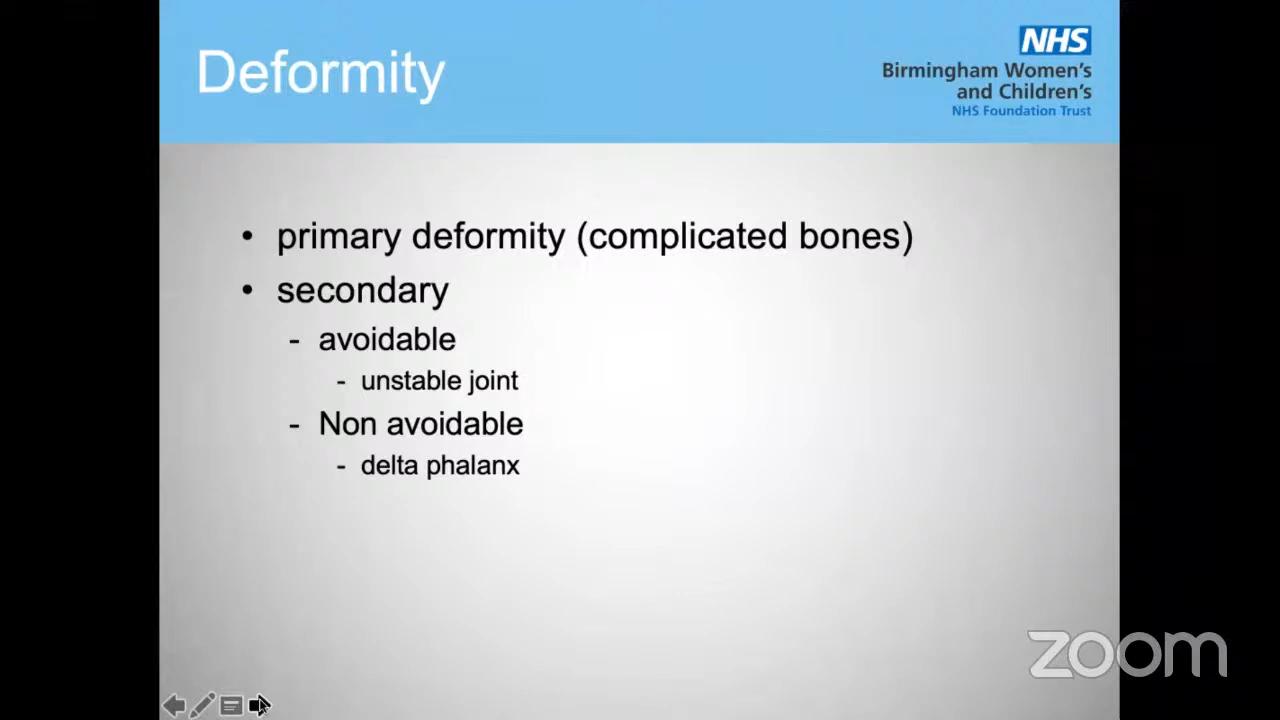 Deformity
NHS
Birmingham Women's
and Children's
NHS Foundation Trust
• primary deformity (complicated bones)
• secondary
- avoidable
- unstable joint
- Non avoidable
- delta phalanx
zoom